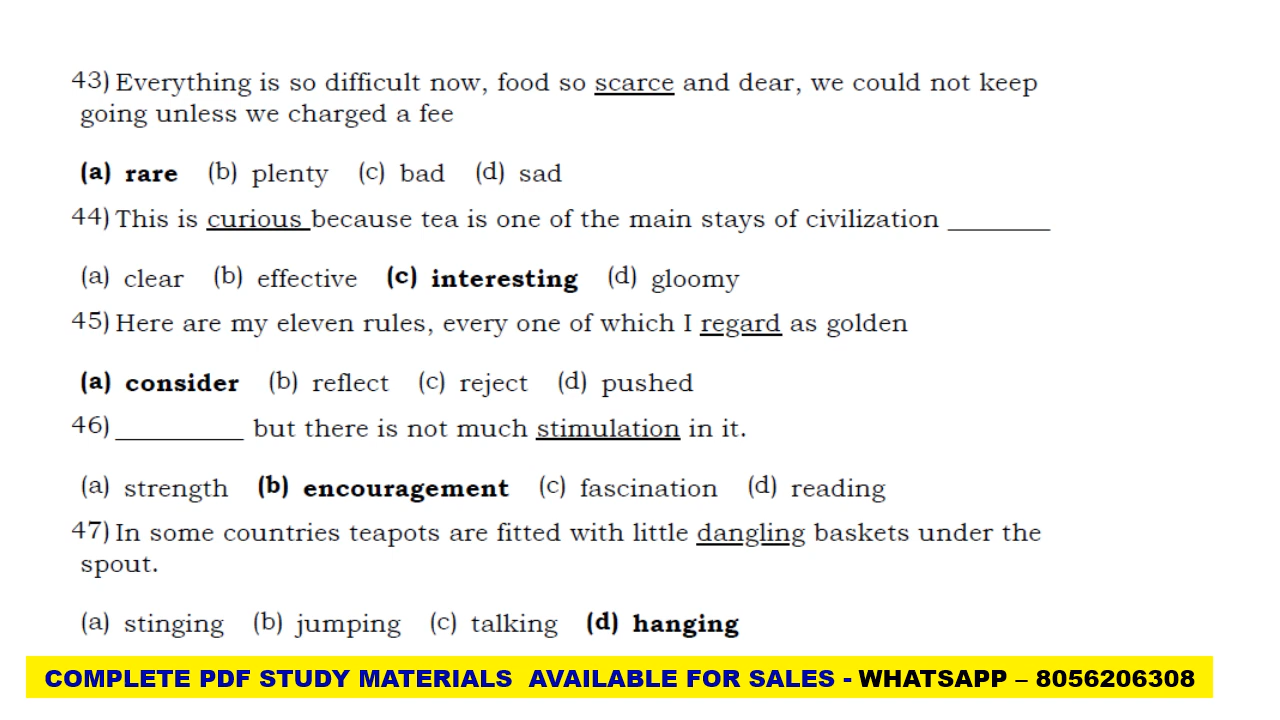 43) Everything is so difficult now, food so scarce and dear, we could not keep
going unless we charged a fee
(a) rare (b) plenty (c) bad (d) sad
44) This is curious because tea is one of the main stays of civilization ________
(a) clear (b) effective (c) interesting (d) gloomy
45) Here are my eleven rules, every one of which I regard as golden
(a) consider (b) reflect (c) reject (d) pushed
46) __________ but there is not much stimulation in it.
(a) strength (b) encouragement (c) fascination (d) reading
47) In some countries teapots are fitted with little dangling baskets under the
spout.
(a) stinging (b) jumping (c) talking (d) hanging
COMPLETE PDF STUDY MATERIALS AVAILABLE FOR SALES - WHATSAPP – 8056206308